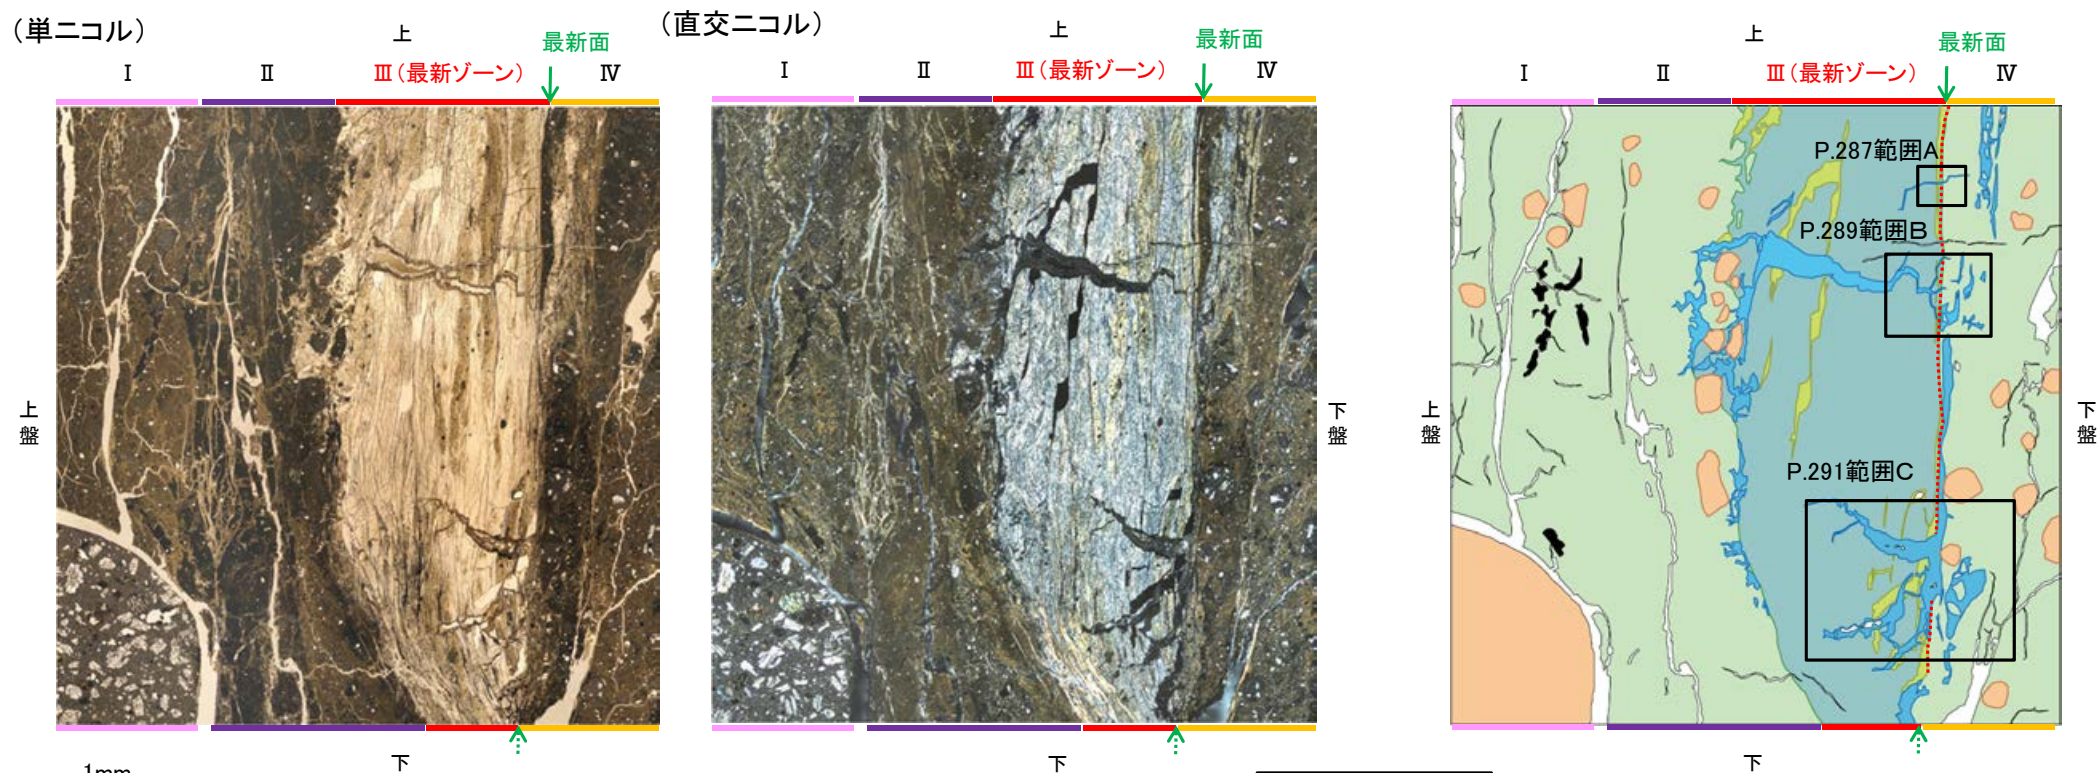 （単ニコル）
上
最新面
Ⅰ
Ⅱ
Ⅲ（最新ゾーン）
Ⅳ
上盤
下
1mm
（直交ニコル）
上
最新面
Ⅰ
Ⅱ
Ⅲ（最新ゾーン）
Ⅳ
下盤
下
上
最新面
Ⅰ
Ⅱ
Ⅲ（最新ゾーン）
Ⅳ
P.287範囲A
P.289範囲B
上盤
下盤
P.291範囲C
下